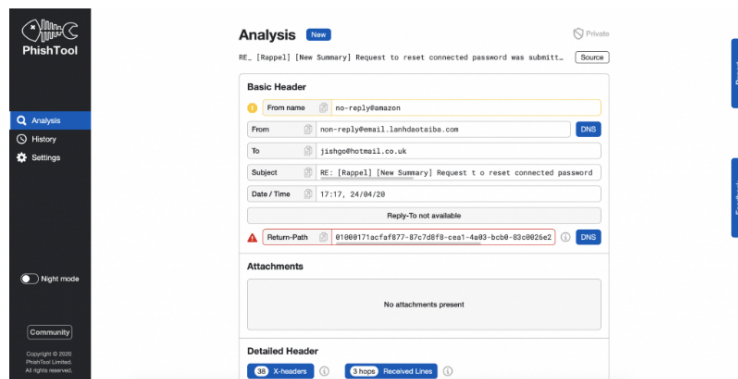 PhishTool
Analysis
History
Settings
Night mode
Community
Copyright © 2020
PhishTool Limited.
All rights reserved.
Analysis New
Private
RE_ [Rappel] [New Summary] Request to reset connected password was submitt… Source
Basic Header
From name no-reply@amazon
From non-reply@email.lanhdaotaiba.com DNS
To jishgo@hotmail.co.uk
Subject RE: [Rappel] [New Summary] Request t o reset connected password
Date / Time 17:17, 24/04/20
Reply-To not available
Return-Path 01000171acfaf877-87c7d8f8-cea1-4a03-bcb0-83c0026e2 DNS
Attachments
No attachments present
Detailed Header
38 X-headers
3 hops Received Lines